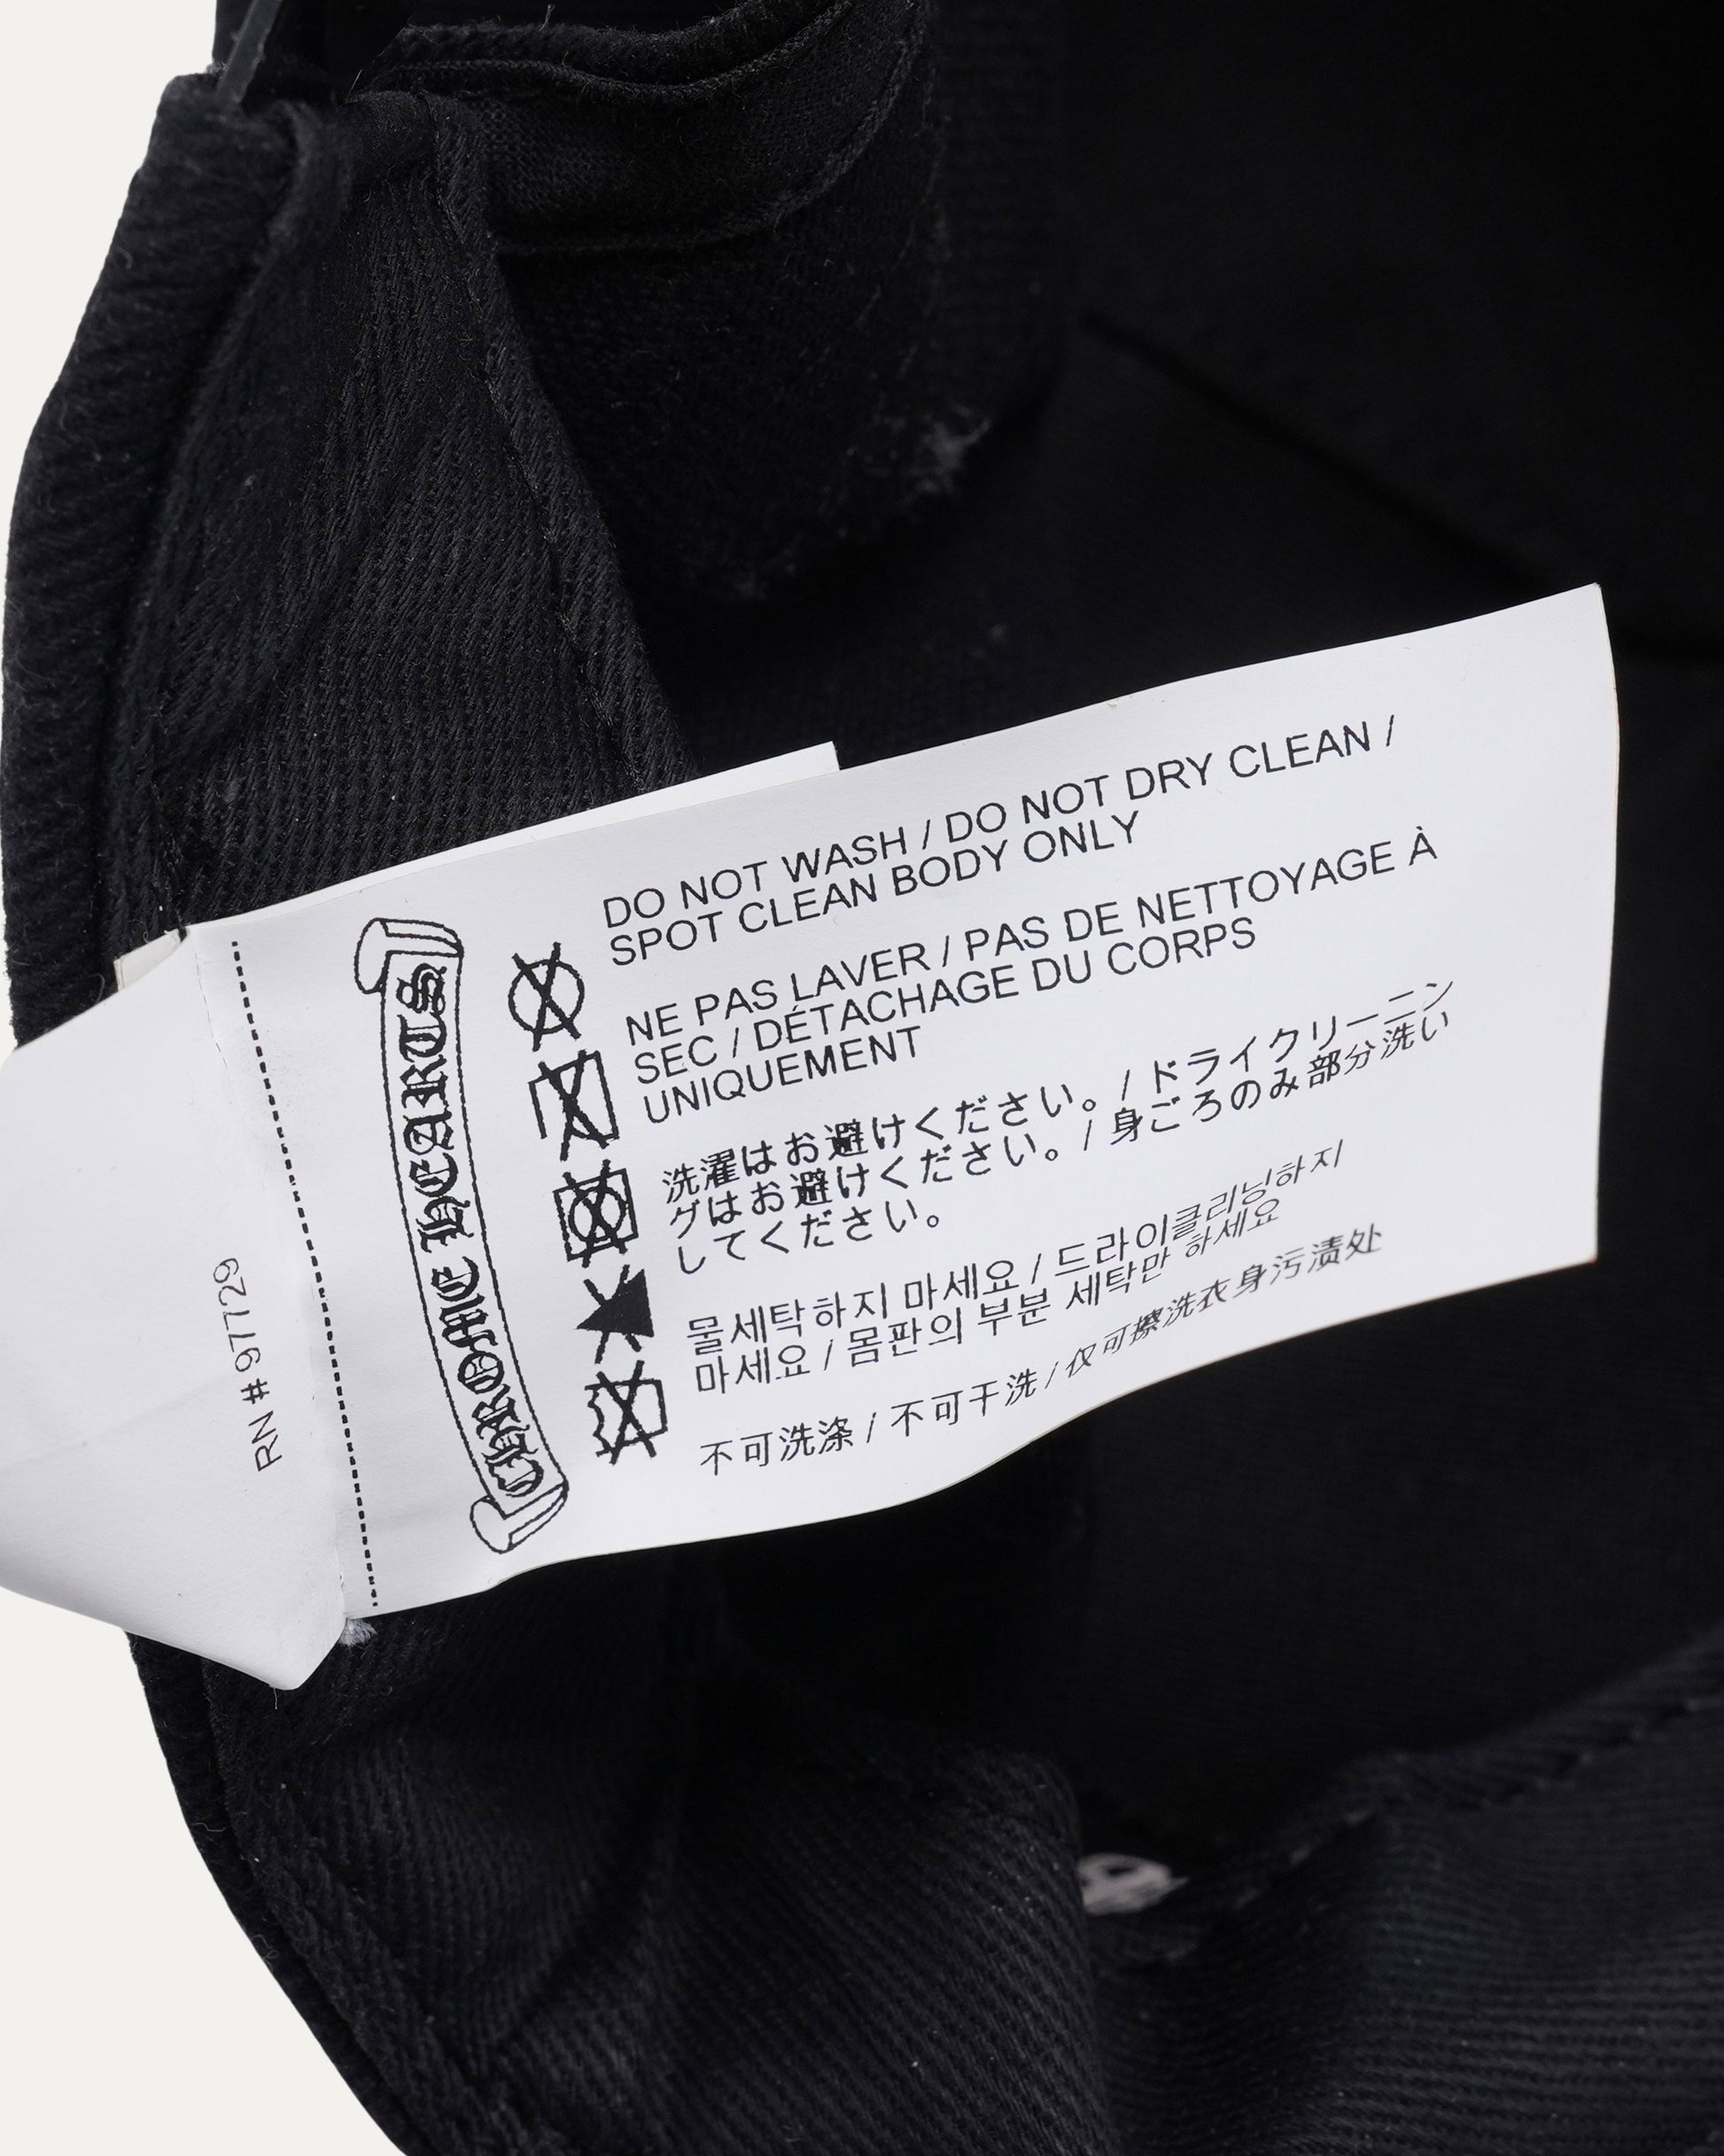 RN # 97729
CHROME HEARTS
DO NOT WASH / DO NOT DRY CLEAN /
SPOT CLEAN BODY ONLY
NE PAS LAVER / PAS DE NETTOYAGE À
SEC / DÉTACHAGE DU CORPS
UNIQUEMENT
洗濯はお避けください。/ ドライクリーニン
グはお避けください。/ 身ごろのみ部分洗い
してください。
물세탁하지 마세요 / 드라이클리닝하지
마세요 / 몸판의 부분 세탁만 하세요
不可洗涤 / 不可干洗 / 仅可擦洗衣身污渍处